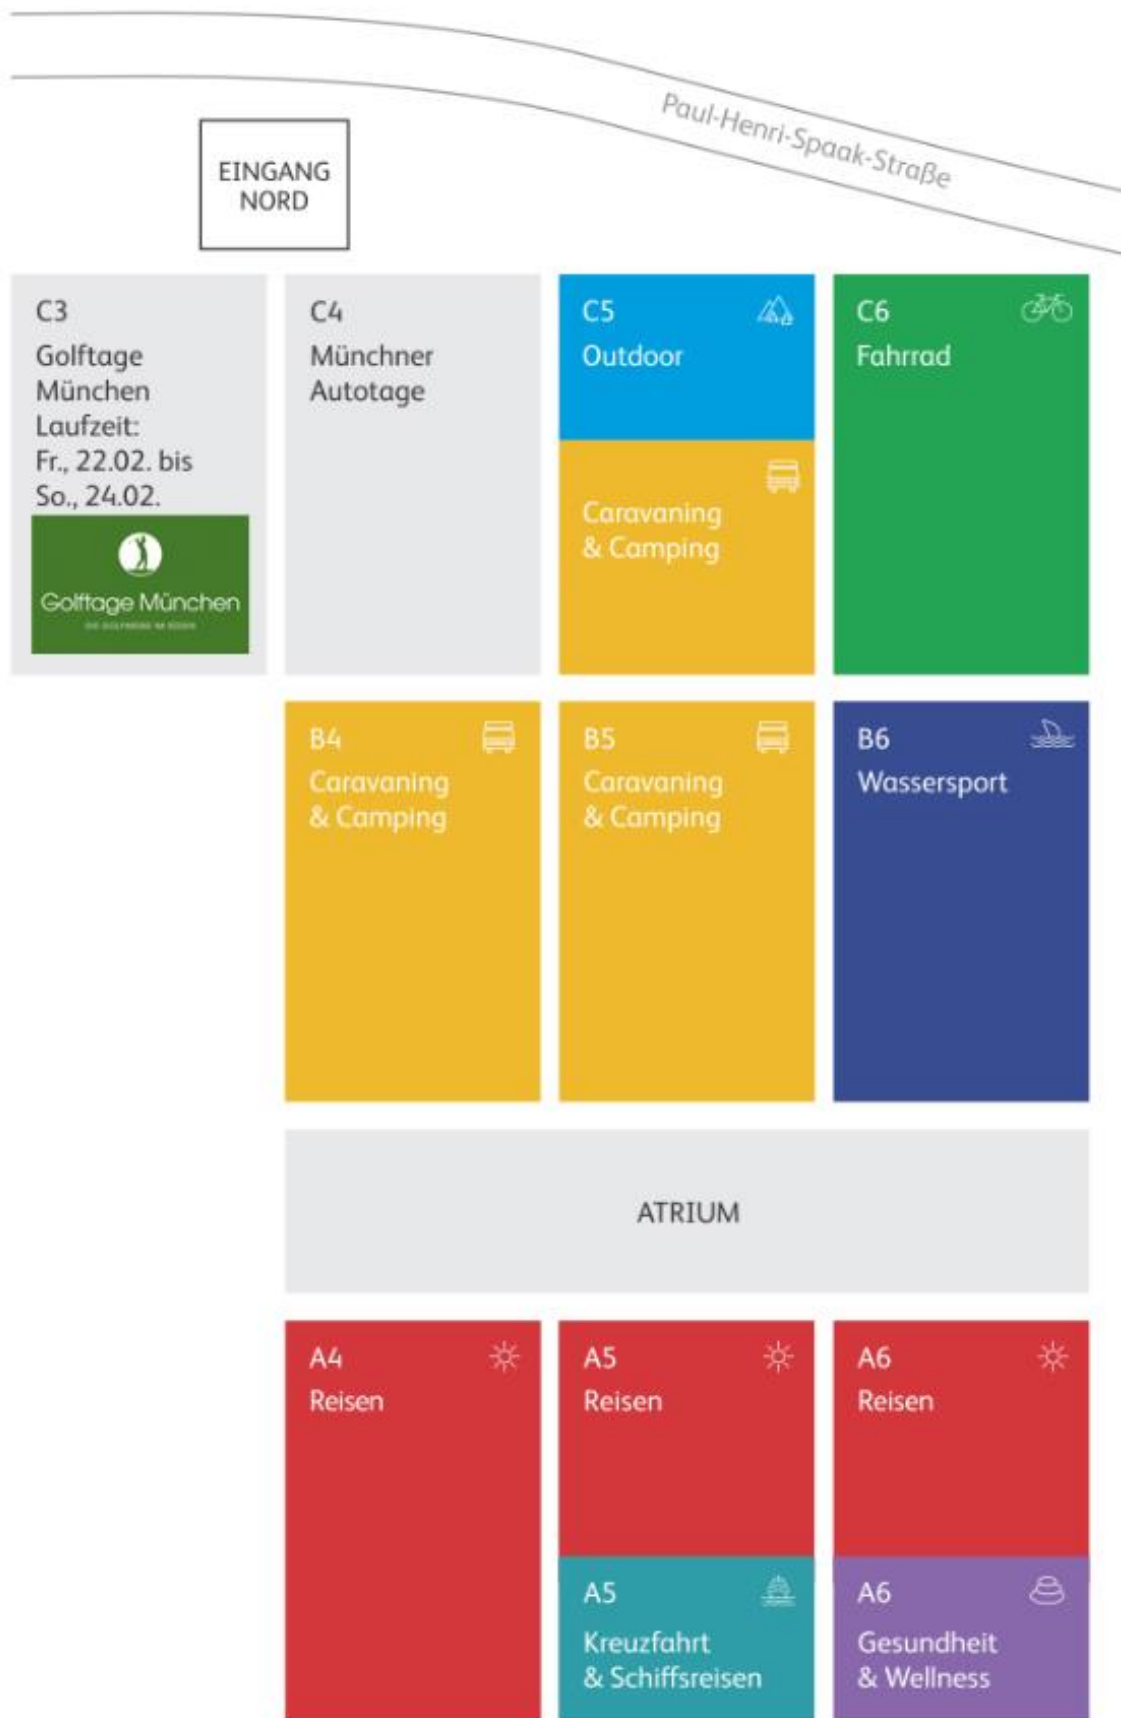 Paul-Henri-Spaak-Straße
EINGANG
NORD
C3
Golftage
München
Laufzeit:
Fr., 22.02. bis
So., 24.02.
Golftage München
C4
Münchner
Autotage
C5
Outdoor
Caravaning
& Camping
C6
Fahrrad
B4
Caravaning
& Camping
B5
Caravaning
& Camping
B6
Wassersport
ATRIUM
A4
Reisen
A5
Reisen
A6
Reisen
A5
Kreuzfahrt
& Schiffsreisen
A6
Gesundheit
& Wellness